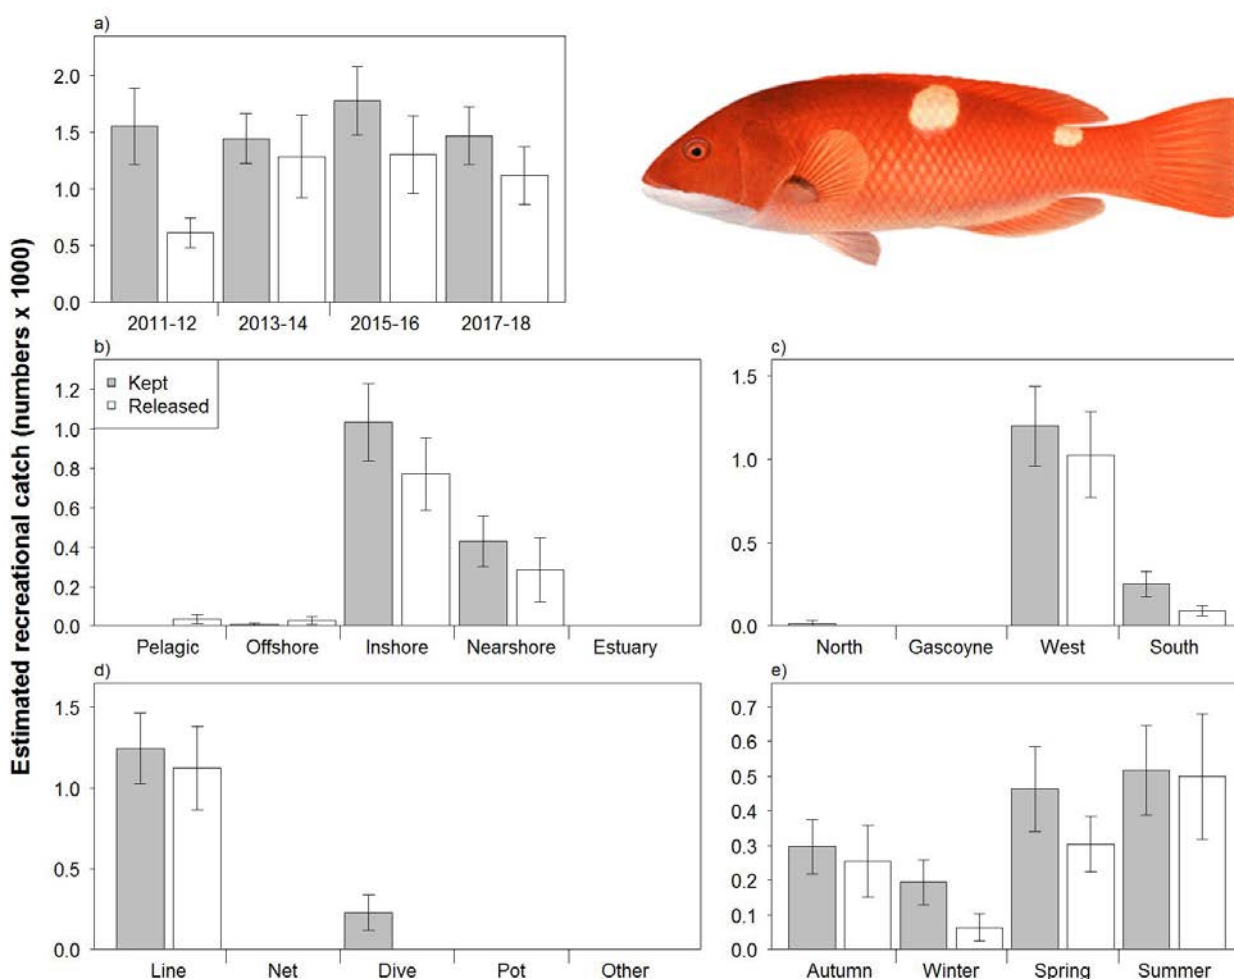 Estimated recreational catch (numbers x 1000)
a)
2.0
1.5
1.0
0.5
0.0
2011-12 2013-14 2015-16 2017-18
b)
Kept
Released
1.2
1.0
0.8
0.6
0.4
0.2
0.0
Pelagic Offshore Inshore Nearshore Estuary
c)
1.5
1.0
0.5
0.0
North Gascoyne West South
d)
1.5
1.0
0.5
0.0
Line Net Dive Pot Other
e)
0.7
0.6
0.5
0.4
0.3
0.2
0.1
0.0
Autumn Winter Spring Summer